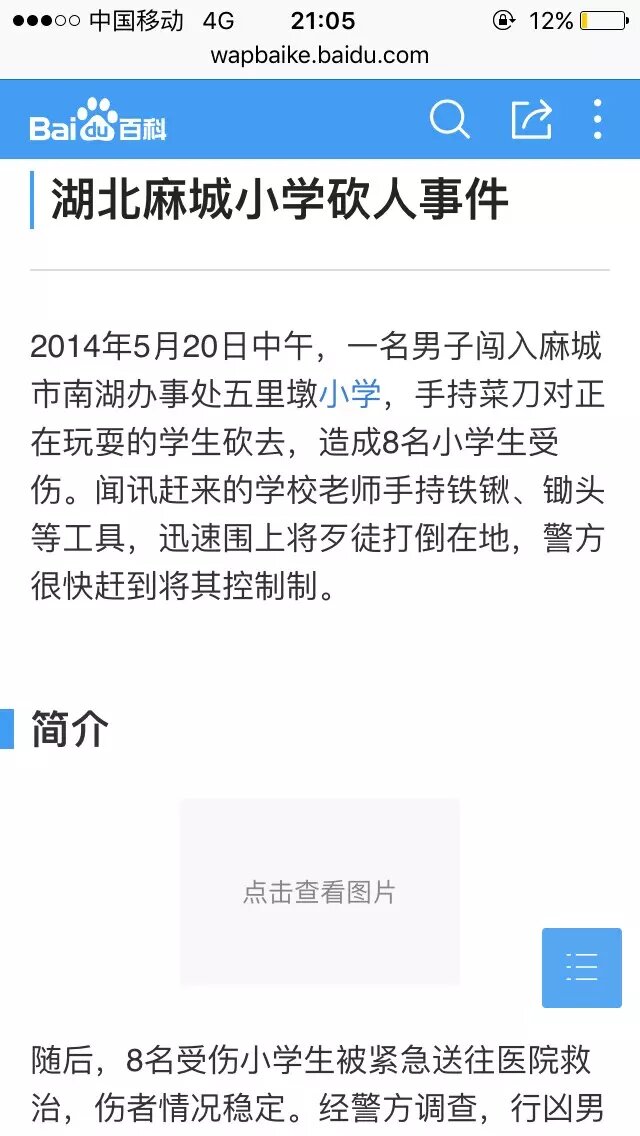 中国移动 4G 21:05 12%
wapbaike.baidu.com
Bai du 百科
湖北麻城小学砍人事件
2014年5月20日中午，一名男子闯入麻城
市南湖办事处五里墩小学，手持菜刀对正
在玩耍的学生砍去，造成8名小学生受
伤。闻讯赶来的学校老师手持铁锹、锄头
等工具，迅速围上将歹徒打倒在地，警方
很快赶到将其控制制。
简介
点击查看图片
随后，8名受伤小学生被紧急送往医院救
治，伤者情况稳定。经警方调查，行凶男